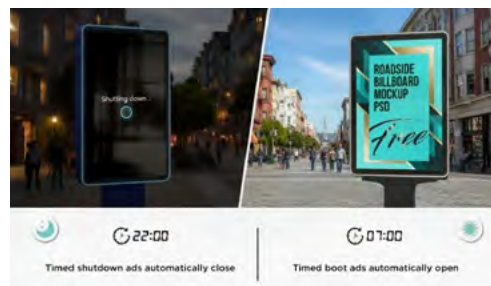 Shutting down...
ROADSIDE
BILLBOARD
MOCKUP
PSD
Free
22:00
07:00
Timed shutdown ads automatically close
Timed boot ads automatically open